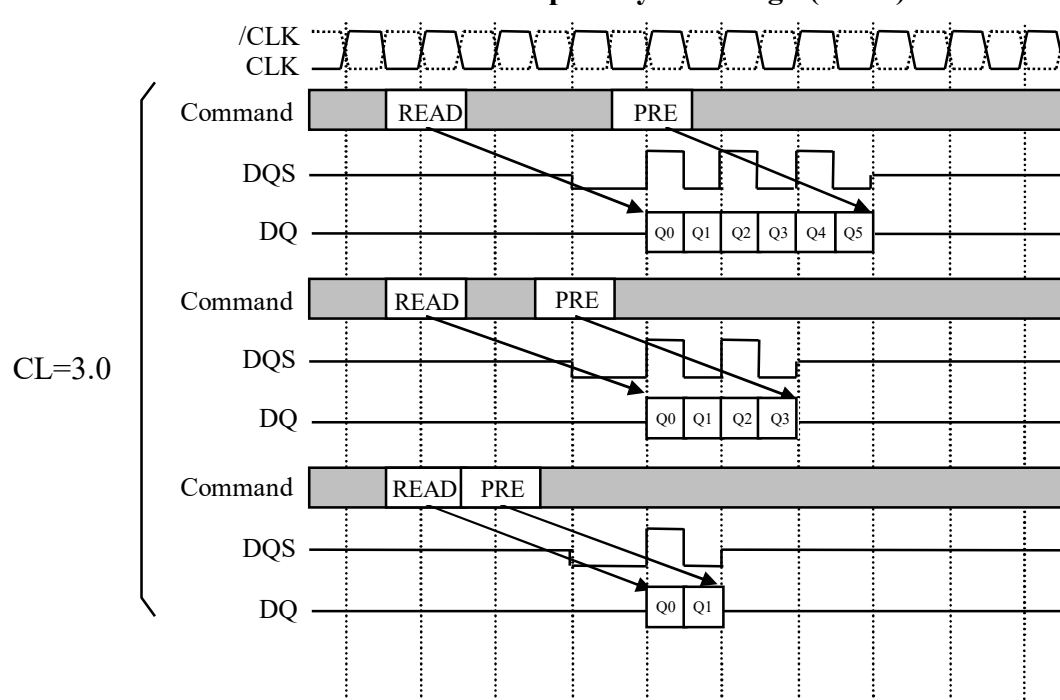 /CLK
CLK
Command READ PRE
DQS
DQ Q0 Q1 Q2 Q3 Q4 Q5
Command READ PRE
DQS
CL=3.0
DQ Q0 Q1 Q2 Q3
Command READ PRE
DQS
DQ Q0 Q1